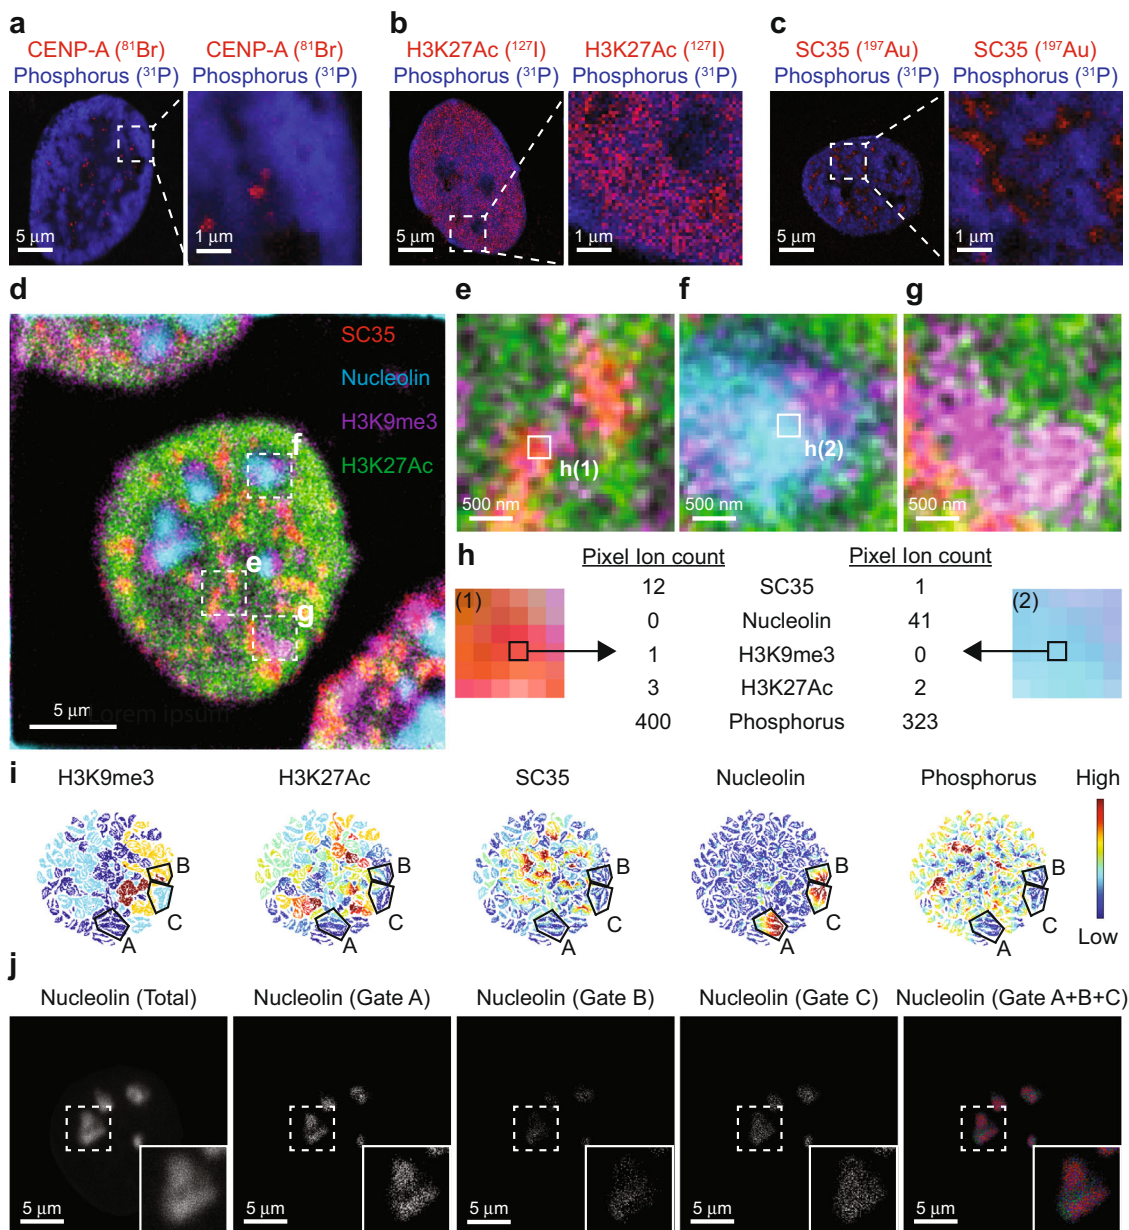 a
CENP-A (⁸¹Br) CENP-A (⁸¹Br)
Phosphorus (³¹P) Phosphorus (³¹P)
5 μm 1 μm
b
H3K27Ac (¹²⁷I) H3K27Ac (¹²⁷I)
Phosphorus (³¹P) Phosphorus (³¹P)
5 μm 1 μm
c
SC35 (¹⁹⁷Au) SC35 (¹⁹⁷Au)
Phosphorus (³¹P) Phosphorus (³¹P)
5 μm 1 μm
d
SC35
Nucleolin
H3K9me3
H3K27Ac
f
e
g
5 μm
Lorem ipsum
e
h(1)
500 nm
f
h(2)
500 nm
g
500 nm
h
Pixel Ion count Pixel Ion count
(1) (2)
12 SC35 1
0 Nucleolin 41
1 H3K9me3 0
3 H3K27Ac 2
400 Phosphorus 323
i
H3K9me3 H3K27Ac SC35 Nucleolin Phosphorus High
B B B B B
C C C C C
A A A A A
Low
j
Nucleolin (Total) Nucleolin (Gate A) Nucleolin (Gate B) Nucleolin (Gate C) Nucleolin (Gate A+B+C)
5 μm 5 μm 5 μm 5 μm 5 μm